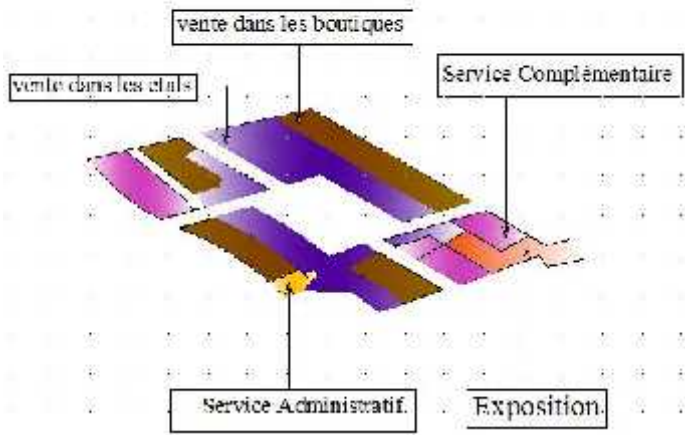 vente dans les boutiques
Service Complémentaire
vente dans les etals
Service Administratif.
Exposition.